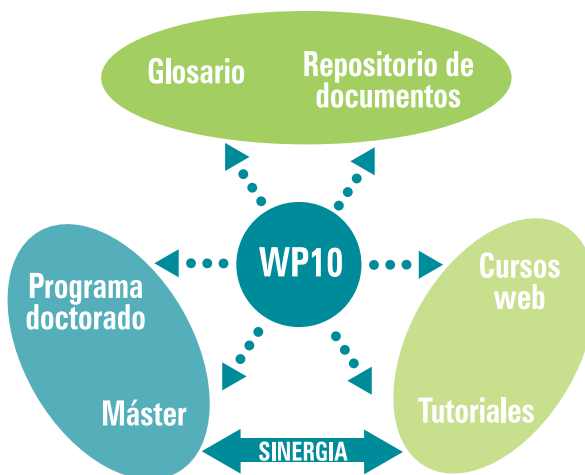 Glosario
Repositorio de
documentos
WP10
Programa
doctorado
Máster
Cursos
web
Tutoriales
SINERGIA